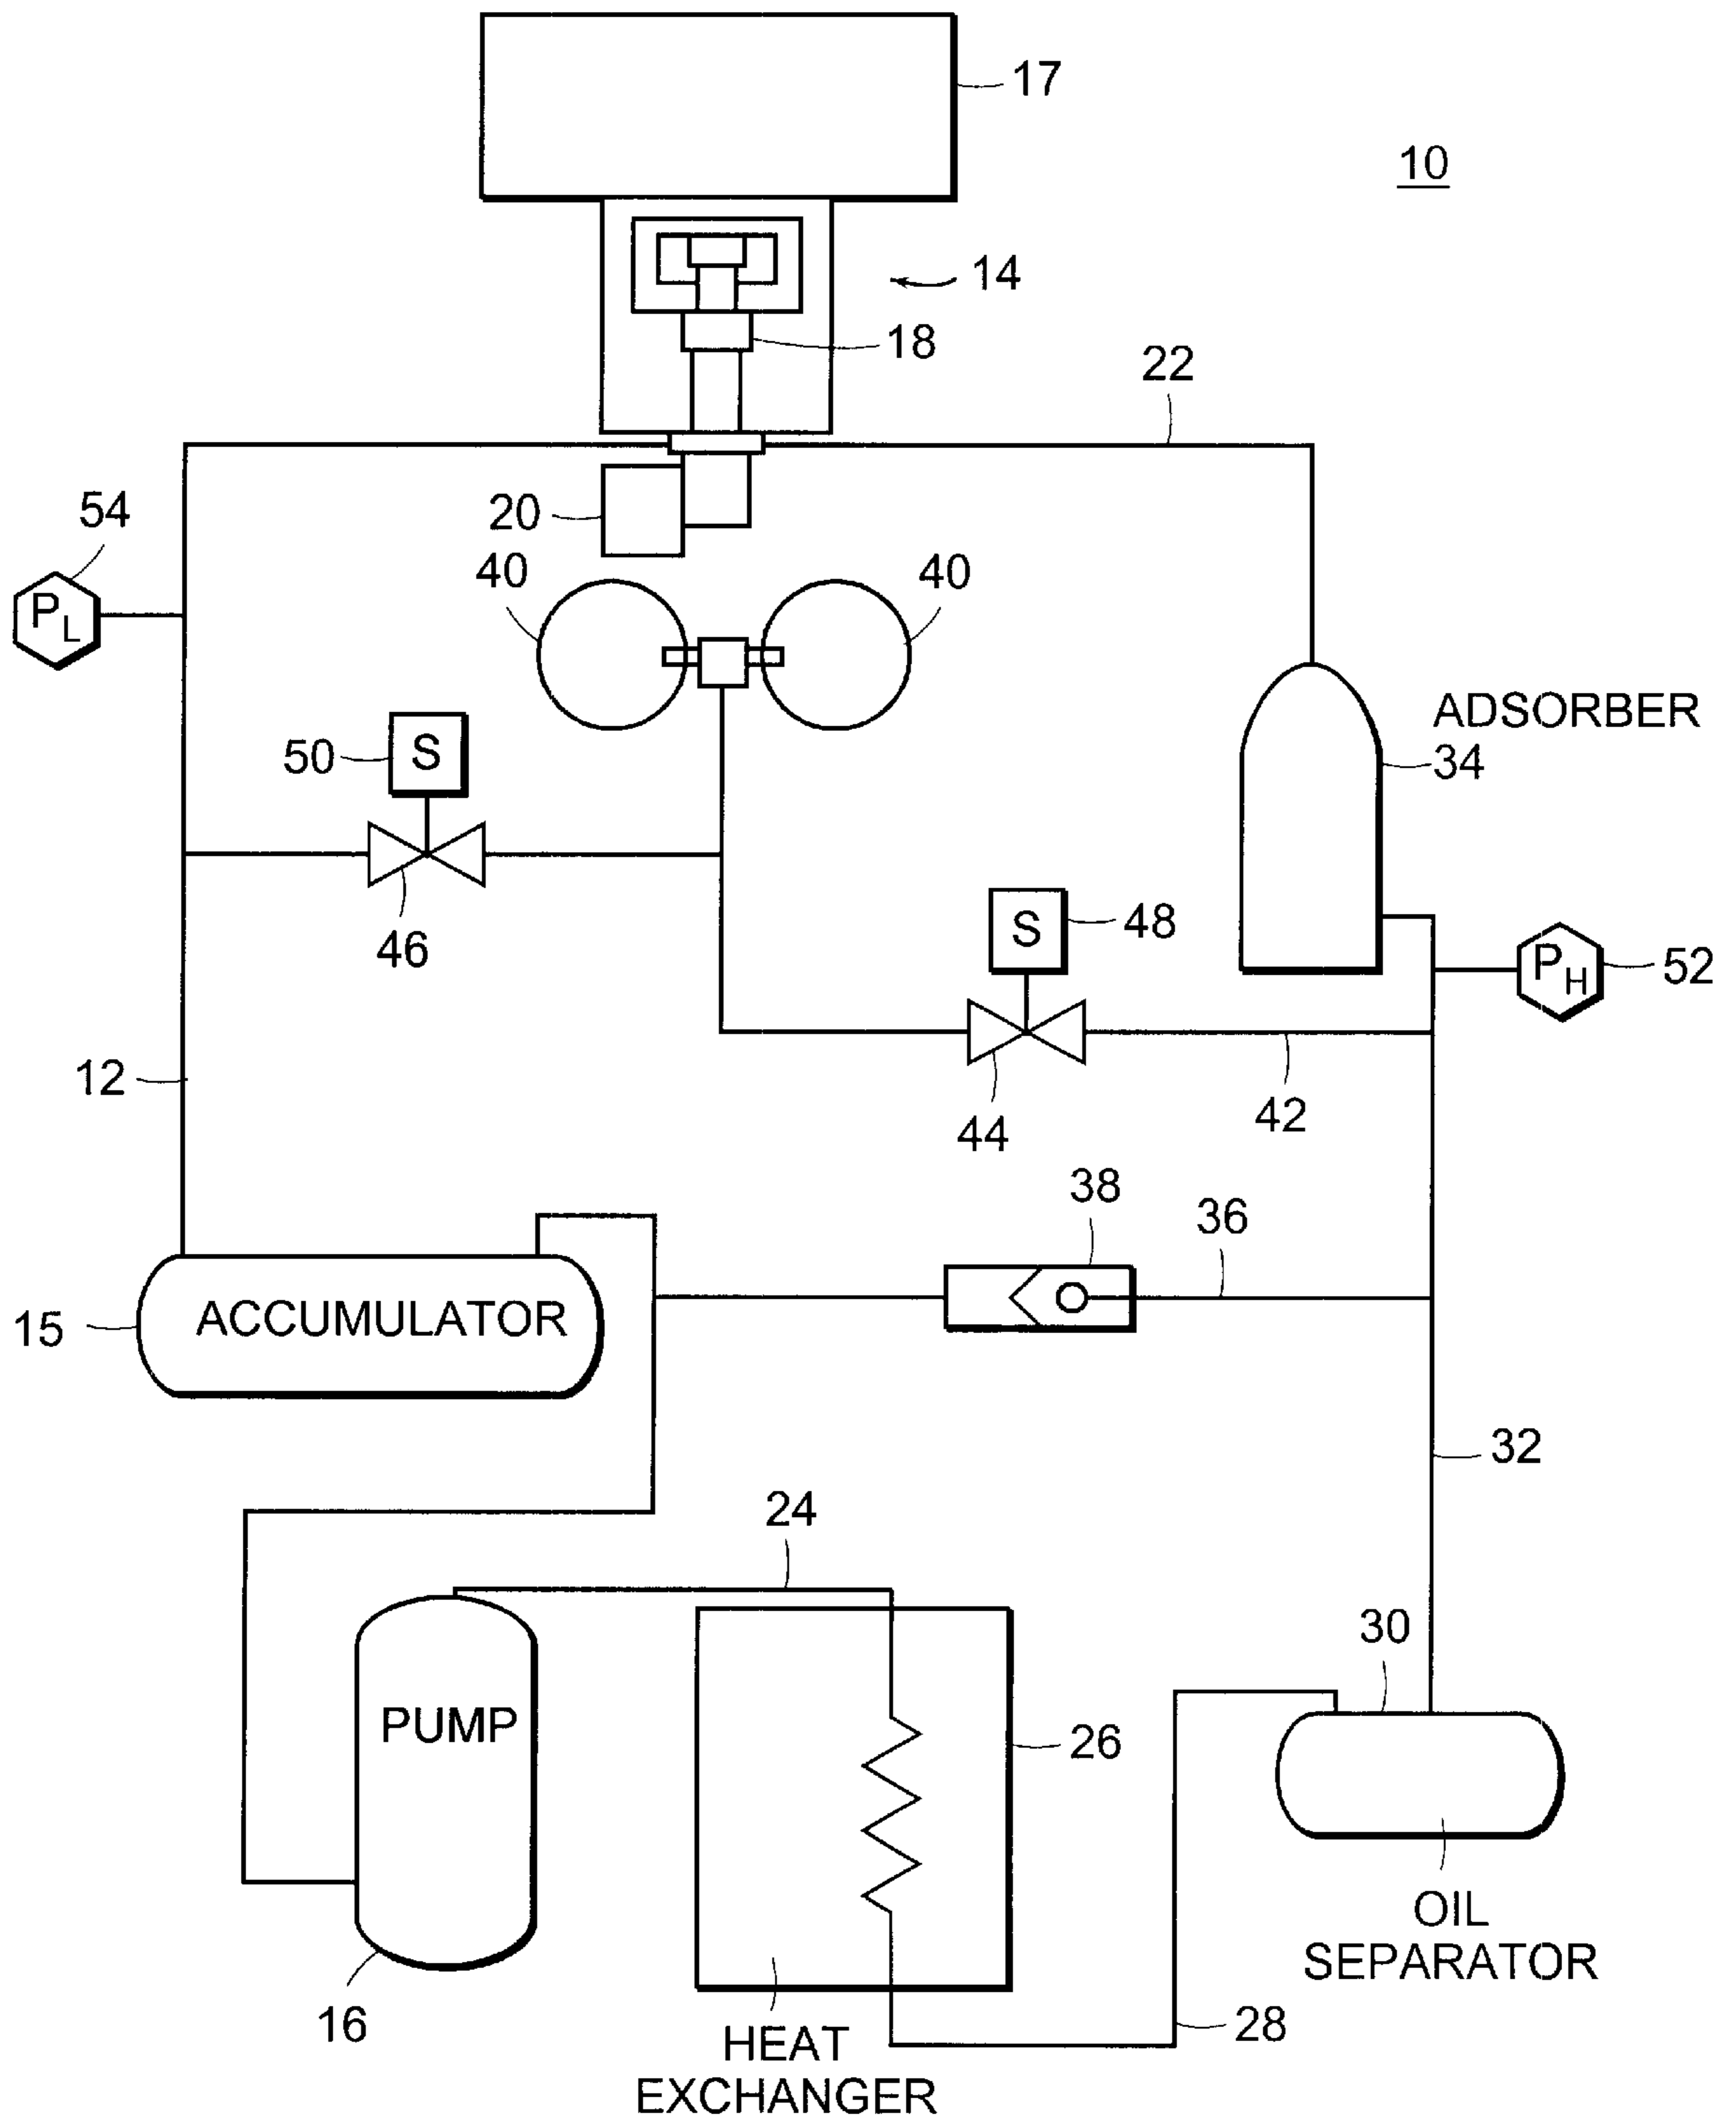 17
10
14
18
22
54
20
40
40
PL
ADSORBER
34
50
S
48
S
46
PH
52
12
44
42
38
36
15
ACCUMULATOR
32
24
30
PUMP
26
OIL
SEPARATOR
16
28
HEAT
EXCHANGER